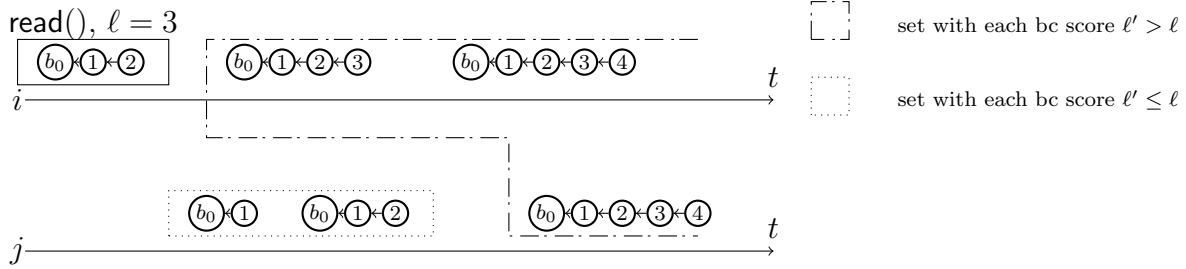 read(), ℓ = 3
b₀ 1 2
b₀ 1 2 3
b₀ 1 2 3 4
t
i
b₀ 1
b₀ 1 2
b₀ 1 2 3 4
t
j
set with each bc score ℓ′ > ℓ
set with each bc score ℓ′ ≤ ℓ